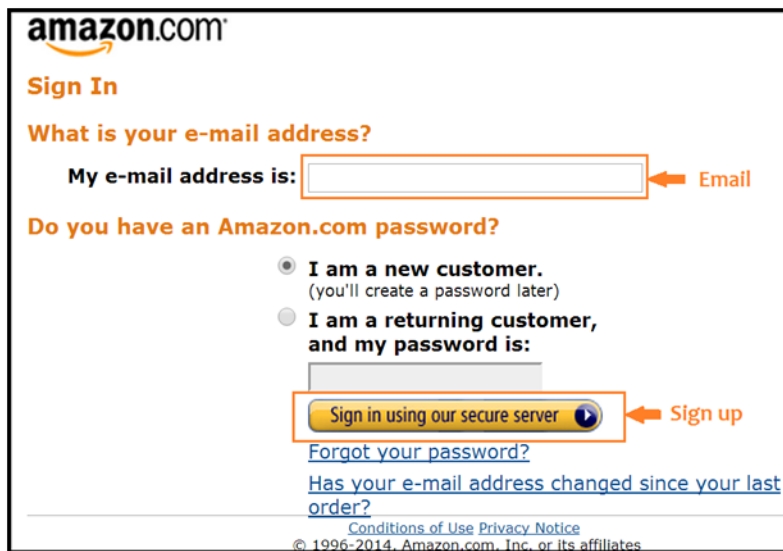 amazon.com
Sign In
What is your e-mail address?
My e-mail address is:
Email
Do you have an Amazon.com password?
I am a new customer.
(you'll create a password later)
I am a returning customer,
and my password is:
Sign in using our secure server
Sign up
Forgot your password?
Has your e-mail address changed since your last
order?
Conditions of Use Privacy Notice
© 1996-2014, Amazon.com, Inc. or its affiliates